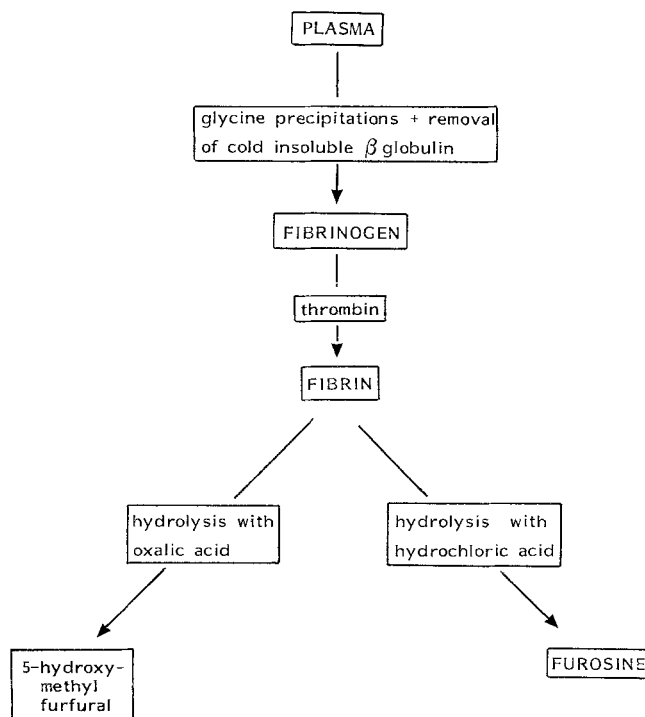 PLASMA
glycine precipitations + removal
of cold insoluble β globulin
FIBRINOGEN
thrombin
FIBRIN
hydrolysis with
oxalic acid
hydrolysis with
hydrochloric acid
5-hydroxy-
methyl
furfural
FUROSINE